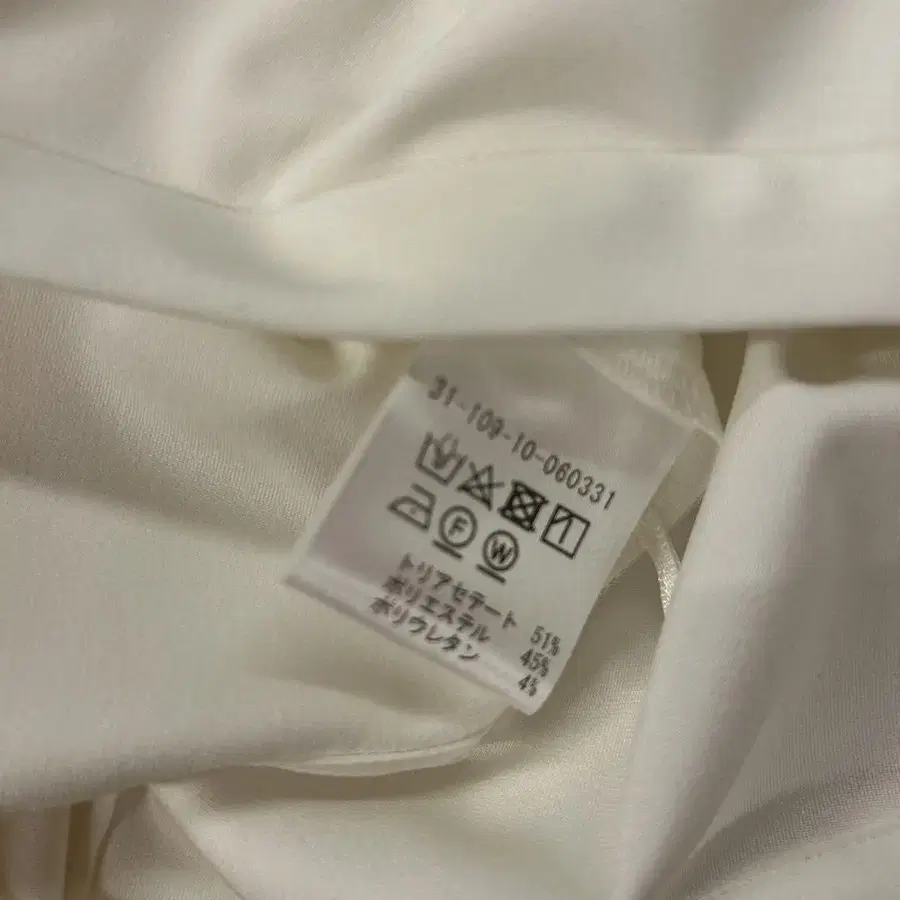 31-109-10-060331
F W
トリアセテート 51%
ポリエステル 45%
ポリウレタン 4%